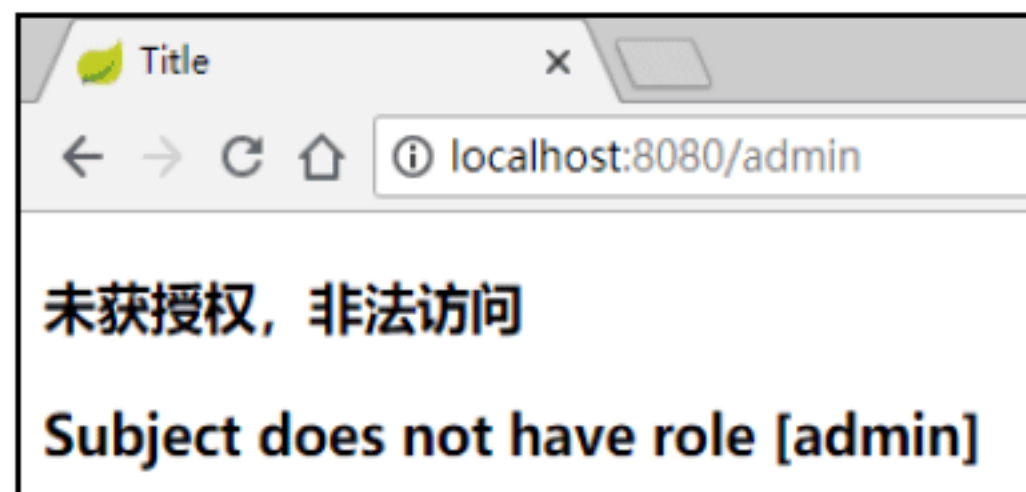 Title
localhost:8080/admin
未获授权，非法访问
Subject does not have role [admin]